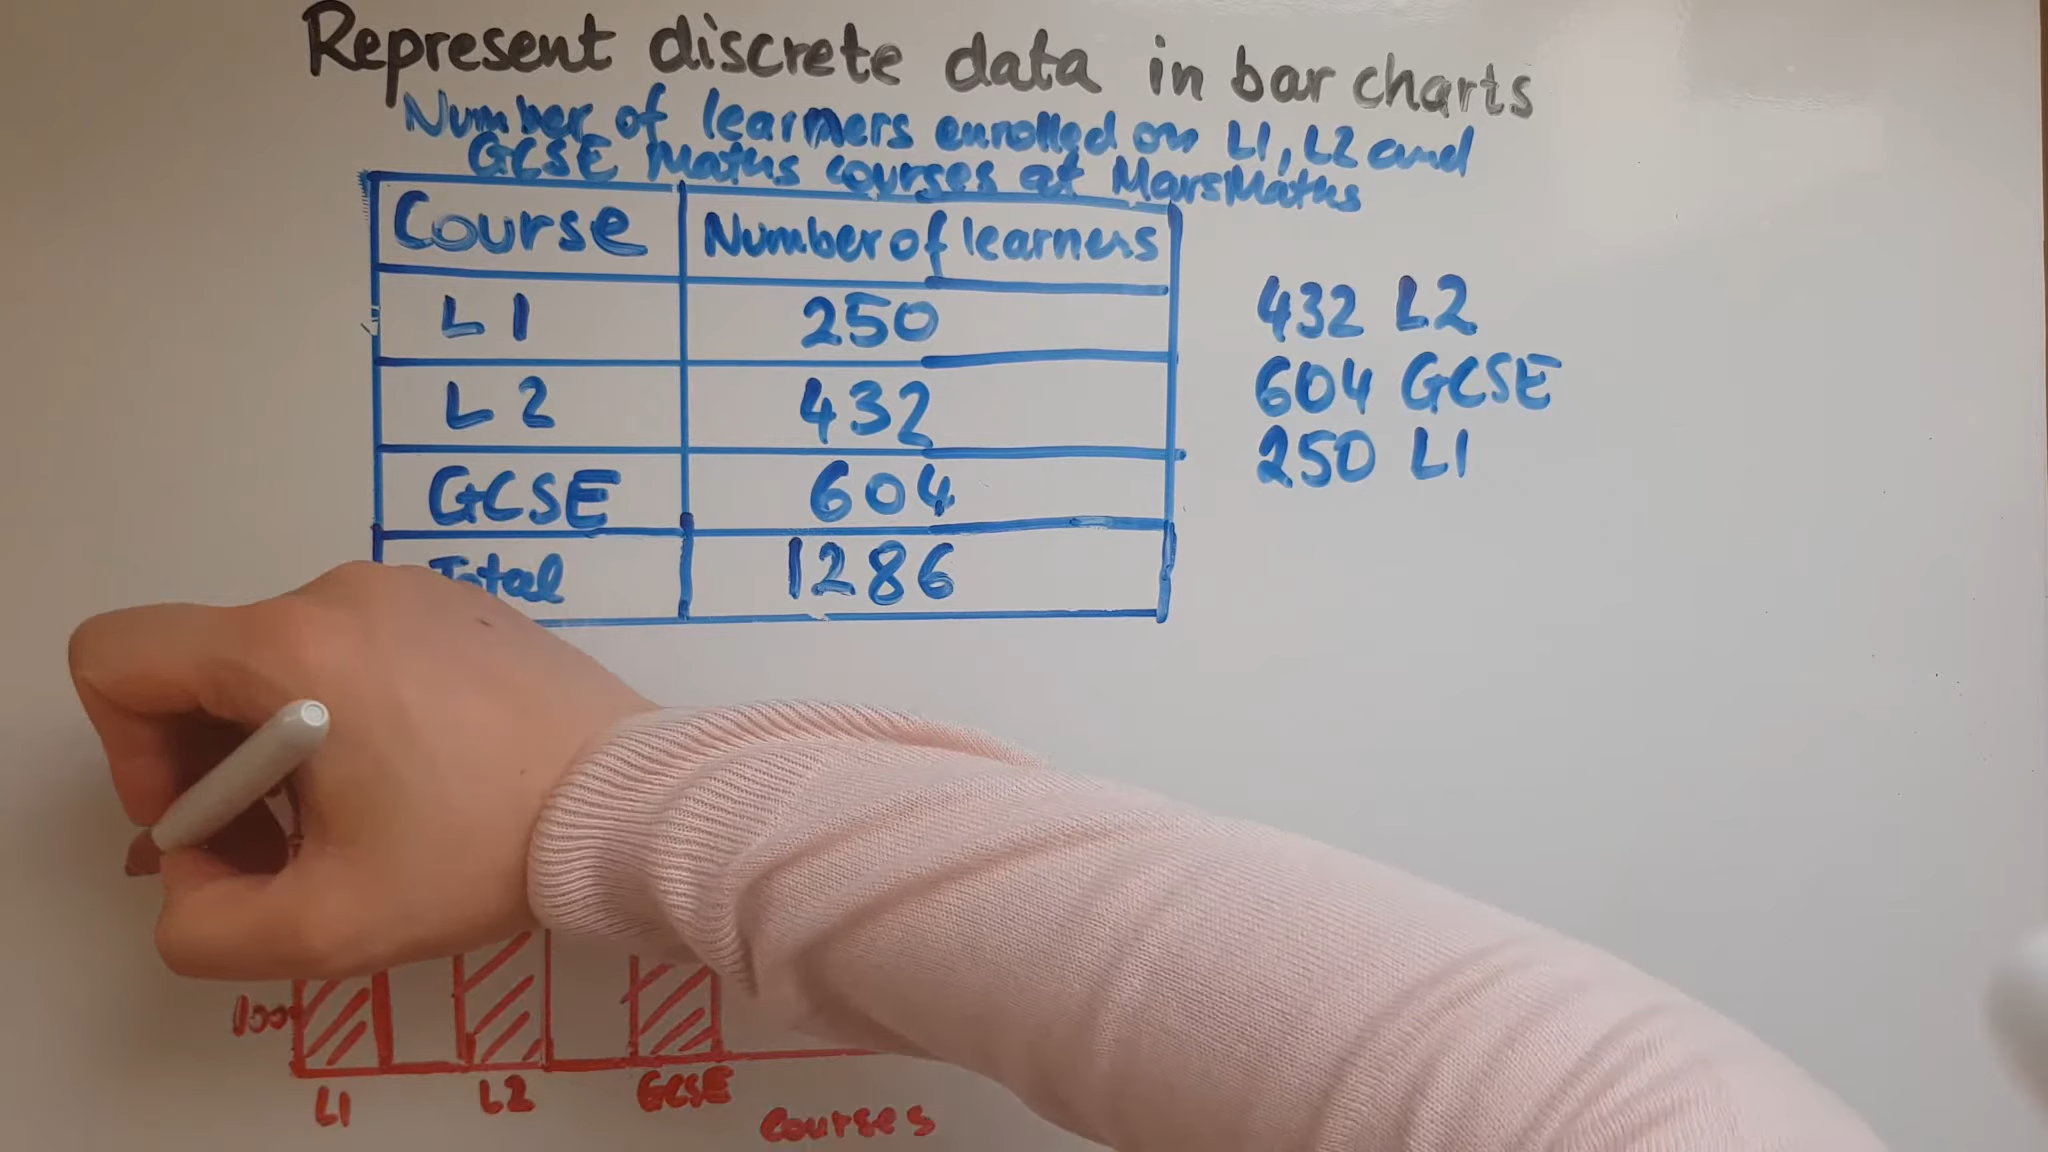 Represent discrete data in bar charts
Number of learners enrolled on L1, L2 and
GCSE Maths courses at MarsMaths
Course Number of learners
L1 250
L2 432
GCSE 604
Total 1286
432 L2
604 GCSE
250 L1
100
L1 L2 GCSE
Courses